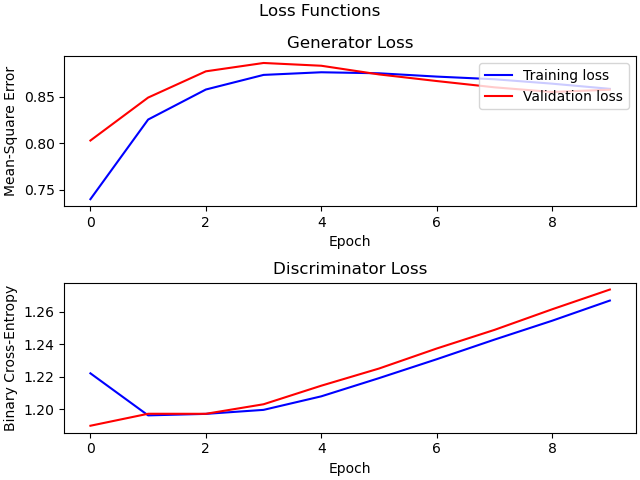 Loss Functions
Generator Loss
Mean-Square Error
0.85
0.80
0.75
Training loss
Validation loss
0 2 4 6 8
Epoch
Discriminator Loss
Binary Cross-Entropy
1.26
1.24
1.22
1.20
0 2 4 6 8
Epoch